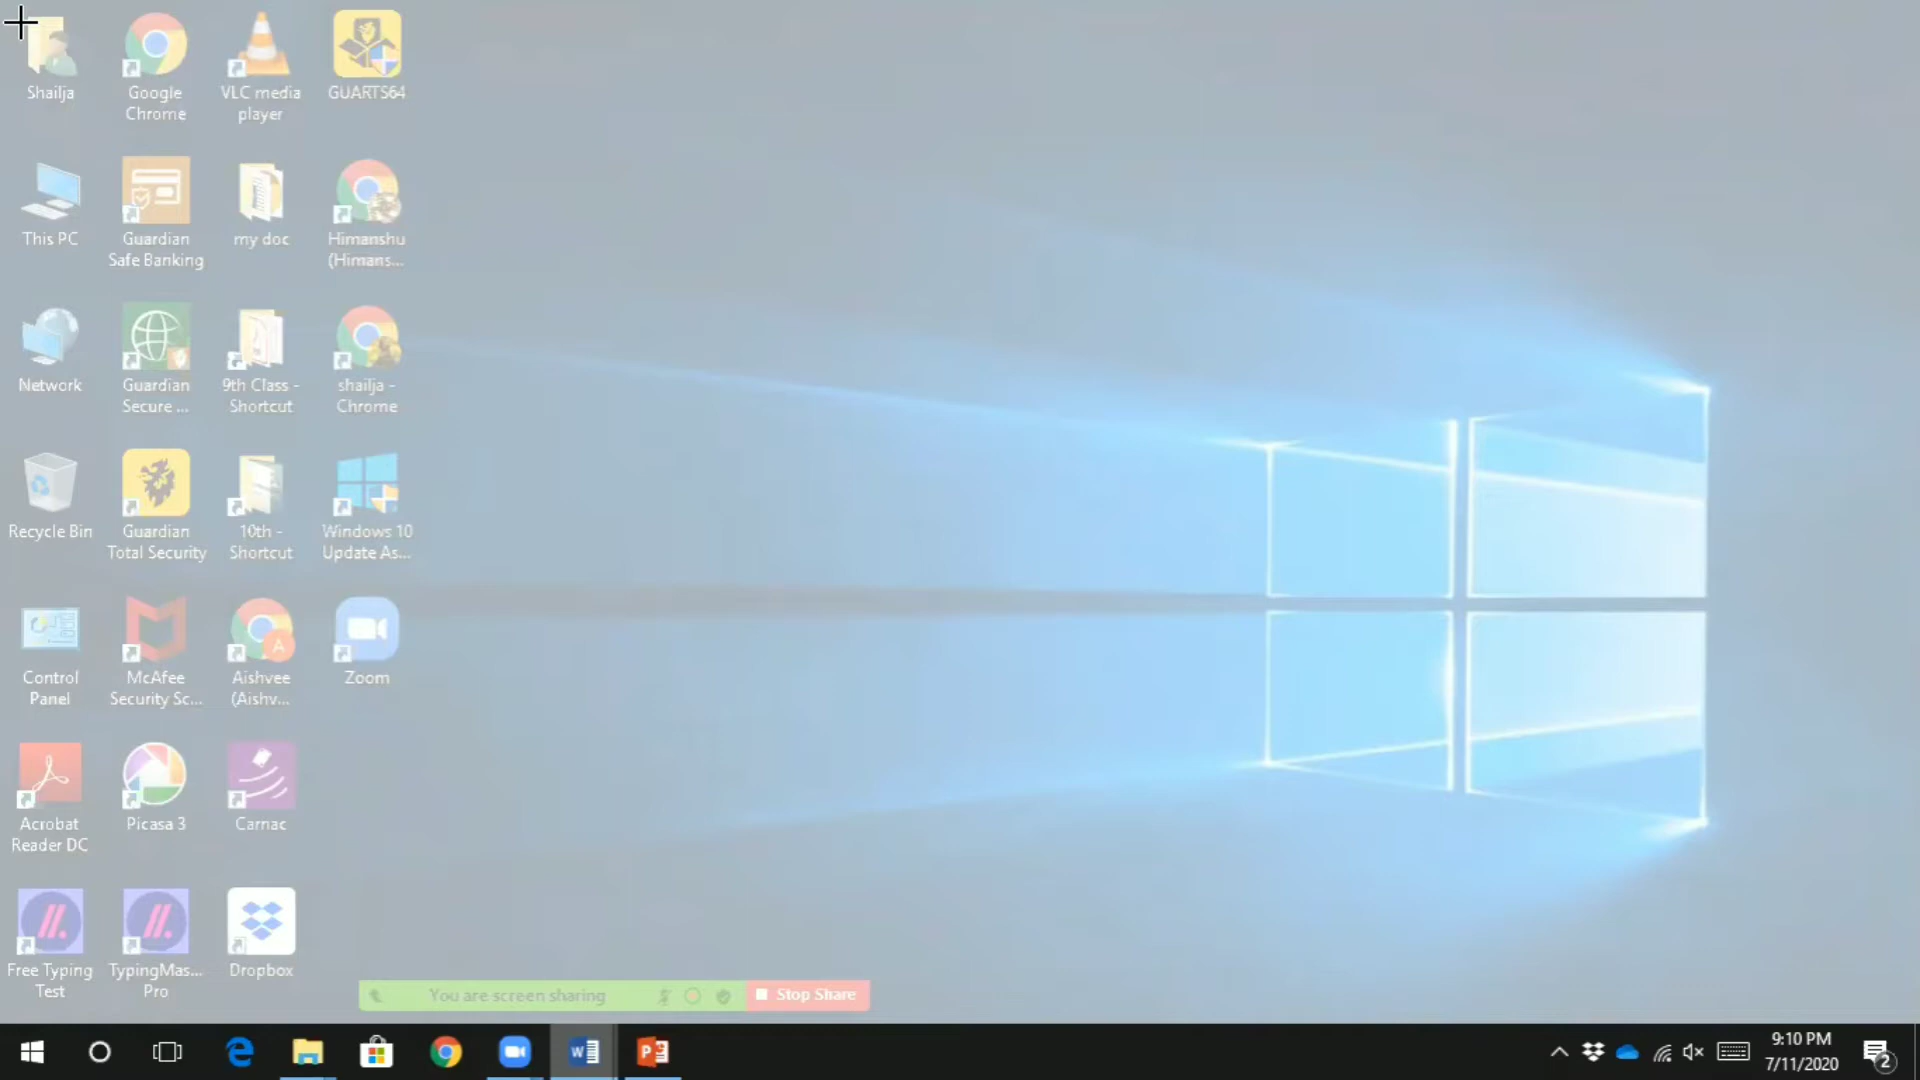 Shailja
Google
Chrome
VLC media
player
GUARTS64
This PC
Guardian
Safe Banking
my doc
Himanshu
(Himans...
Network
Guardian
Secure ...
9th Class -
Shortcut
shailja -
Chrome
Recycle Bin
Guardian
Total Security
10th -
Shortcut
Windows 10
Update As...
Control
Panel
McAfee
Security Sc...
A
Aishvee
(Aishv...
Zoom
Acrobat
Reader DC
Picasa 3
Carnac
Free Typing
Test
TypingMas...
Pro
Dropbox
You are screen sharing
Stop Share
9:10 PM
7/11/2020
2